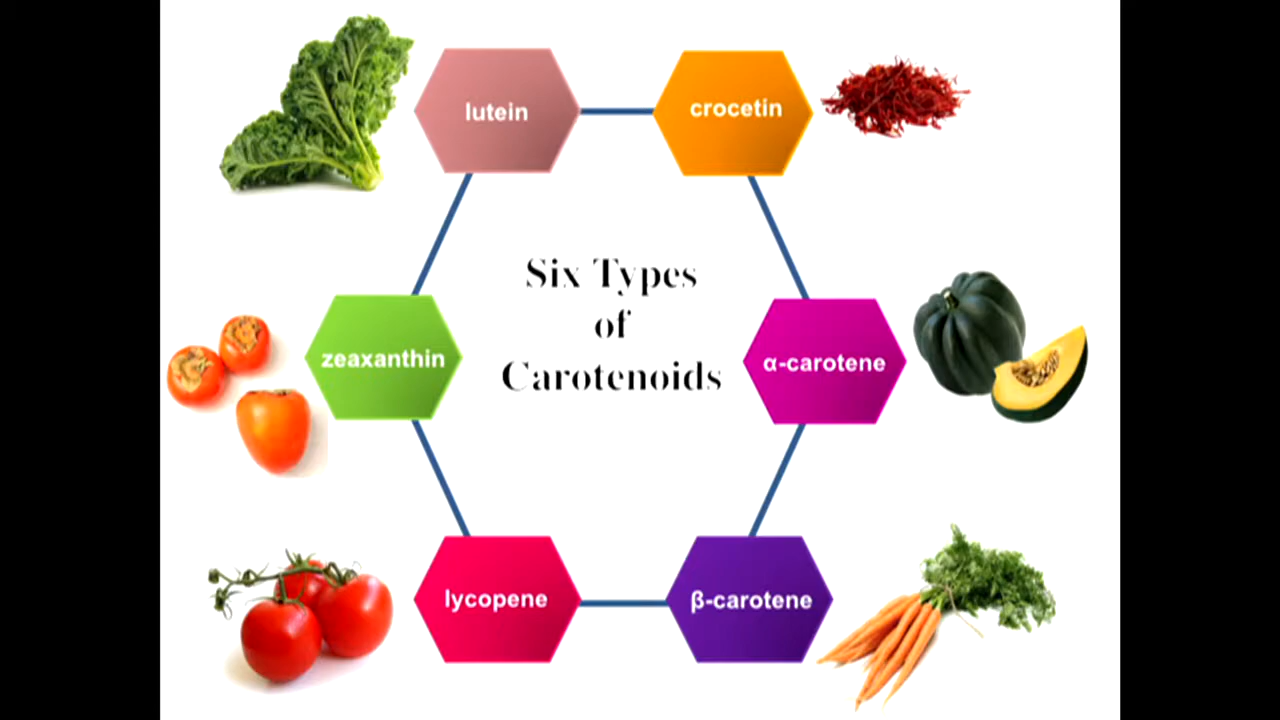 lutein
crocetin
Six Types
of
Carotenoids
zeaxanthin
α-carotene
lycopene
β-carotene